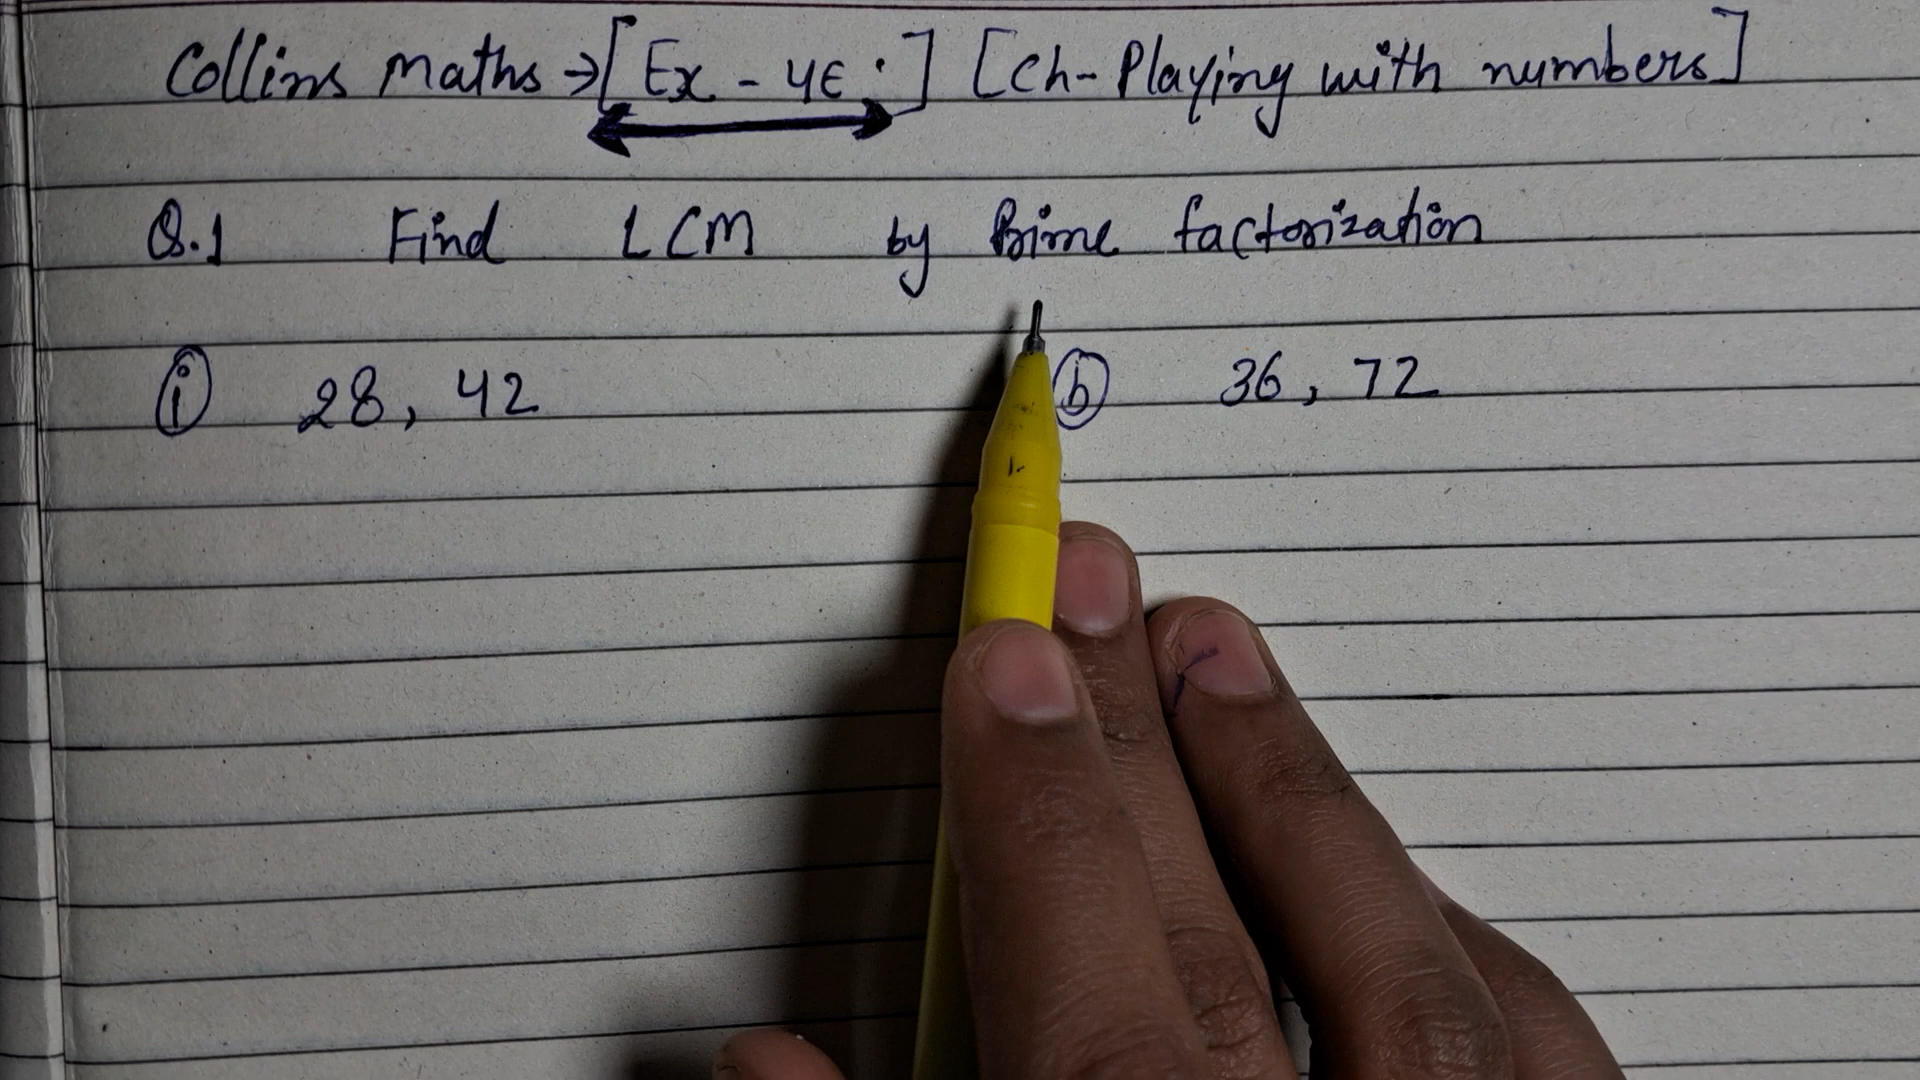 Collins Maths → [Ex - 4E] [Ch- Playing with numbers]
Q.1 Find LCM by Prime factorization
(i) 28, 42 (b) 36, 72